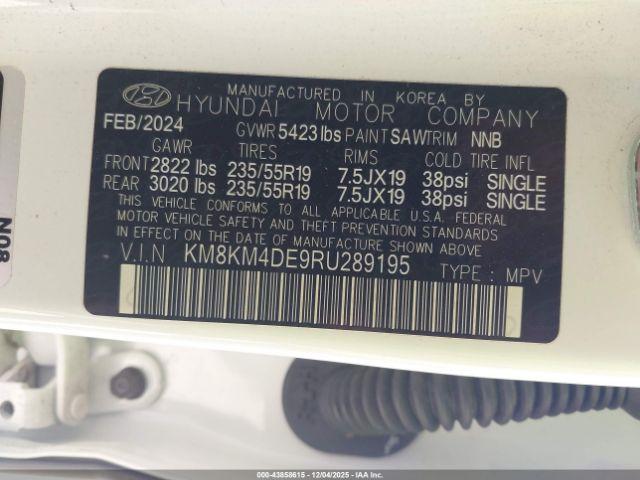 MANUFACTURED IN KOREA BY
HYUNDAI MOTOR COMPANY
FEB/2024 GVWR 5423 lbs PAINT SAW TRIM NNB
GAWR TIRES RIMS COLD TIRE INFL
FRONT 2822 lbs 235/55R19 7.5JX19 38psi SINGLE
REAR 3020 lbs 235/55R19 7.5JX19 38psi SINGLE
THIS VEHICLE CONFORMS TO ALL APPLICABLE U.S.A. FEDERAL
MOTOR VEHICLE SAFETY AND THEFT PREVENTION STANDARDS
IN EFFECT ON THE DATE OF MANUFACTURE SHOWN ABOVE.
V.I.N KM8KM4DE9RU289195 TYPE : MPV
N08
000-43858615 - 12/04/2025 - IAA Inc.